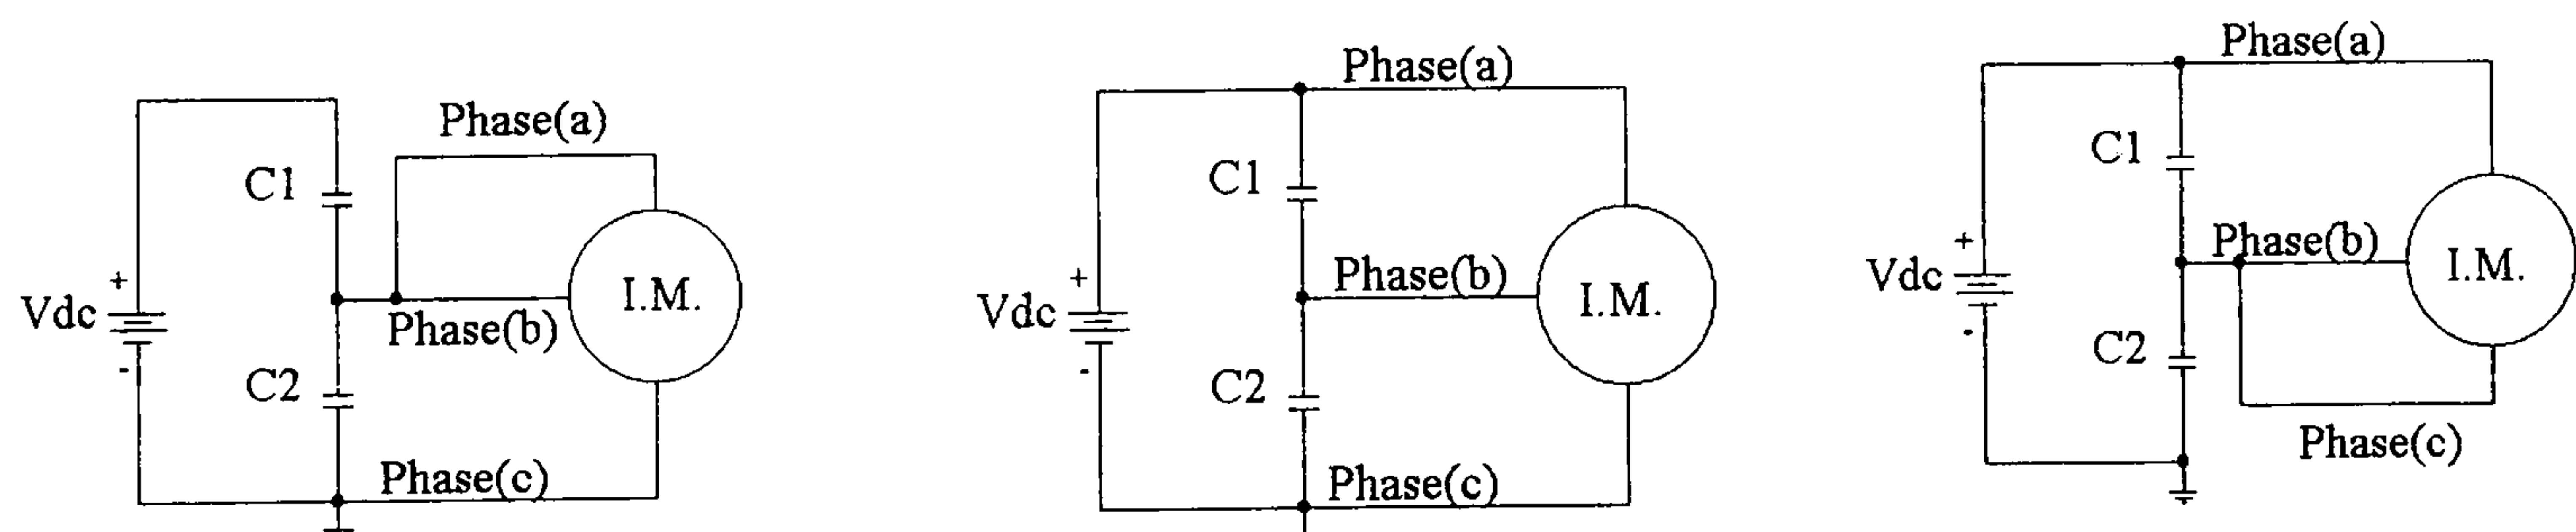 Phase(a)
C1
+
Vdc
-
I.M.
Phase(b)
C2
Phase(c)
Phase(a)
C1
Phase(b)
+
Vdc
-
I.M.
C2
Phase(c)
Phase(a)
C1
Phase(b)
+
Vdc
-
I.M.
C2
Phase(c)